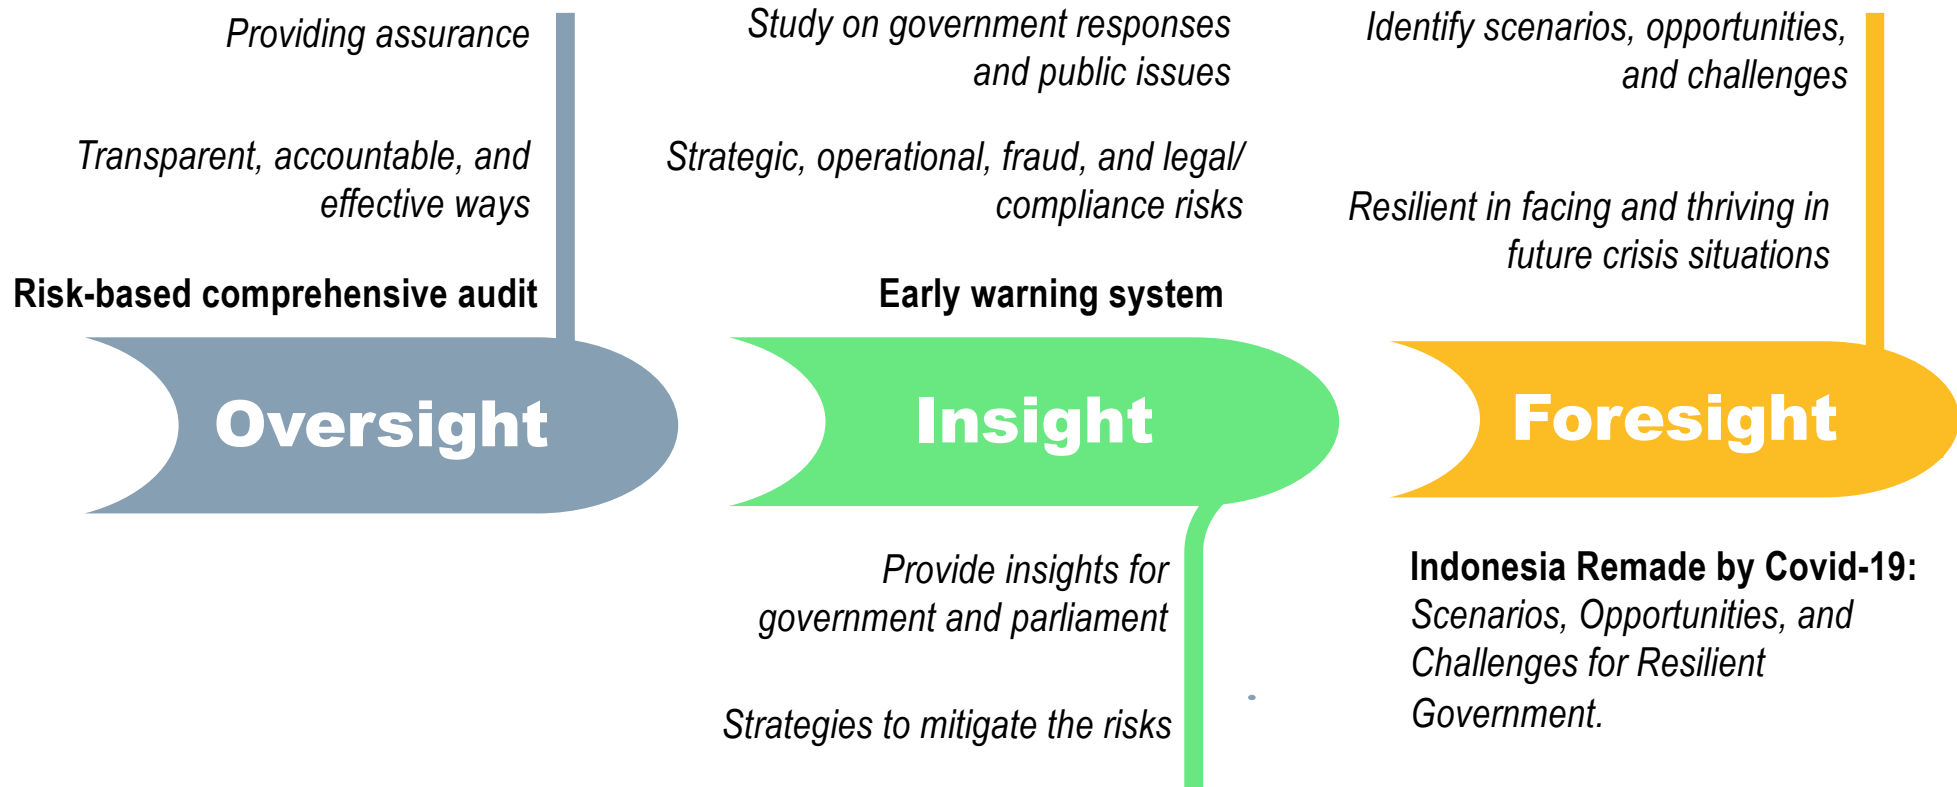 Providing assurance
Transparent, accountable, and
effective ways
Risk-based comprehensive audit
Oversight
Study on government responses
and public issues
Strategic, operational, fraud, and legal/
compliance risks
Early warning system
Insight
Provide insights for
government and parliament
Strategies to mitigate the risks
Identify scenarios, opportunities,
and challenges
Resilient in facing and thriving in
future crisis situations
Foresight
Indonesia Remade by Covid-19:
Scenarios, Opportunities, and
Challenges for Resilient
Government.